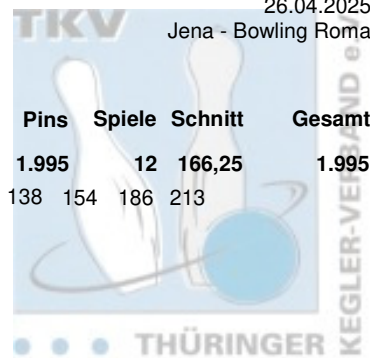 26.04.2025
TKV
Jena - Bowling Roma
Pins Spiele Schnitt Gesamt
1.995 12 166,25 1.995
138 154 186 213
THÜRINGER
KEGLER-VERBAND e.V